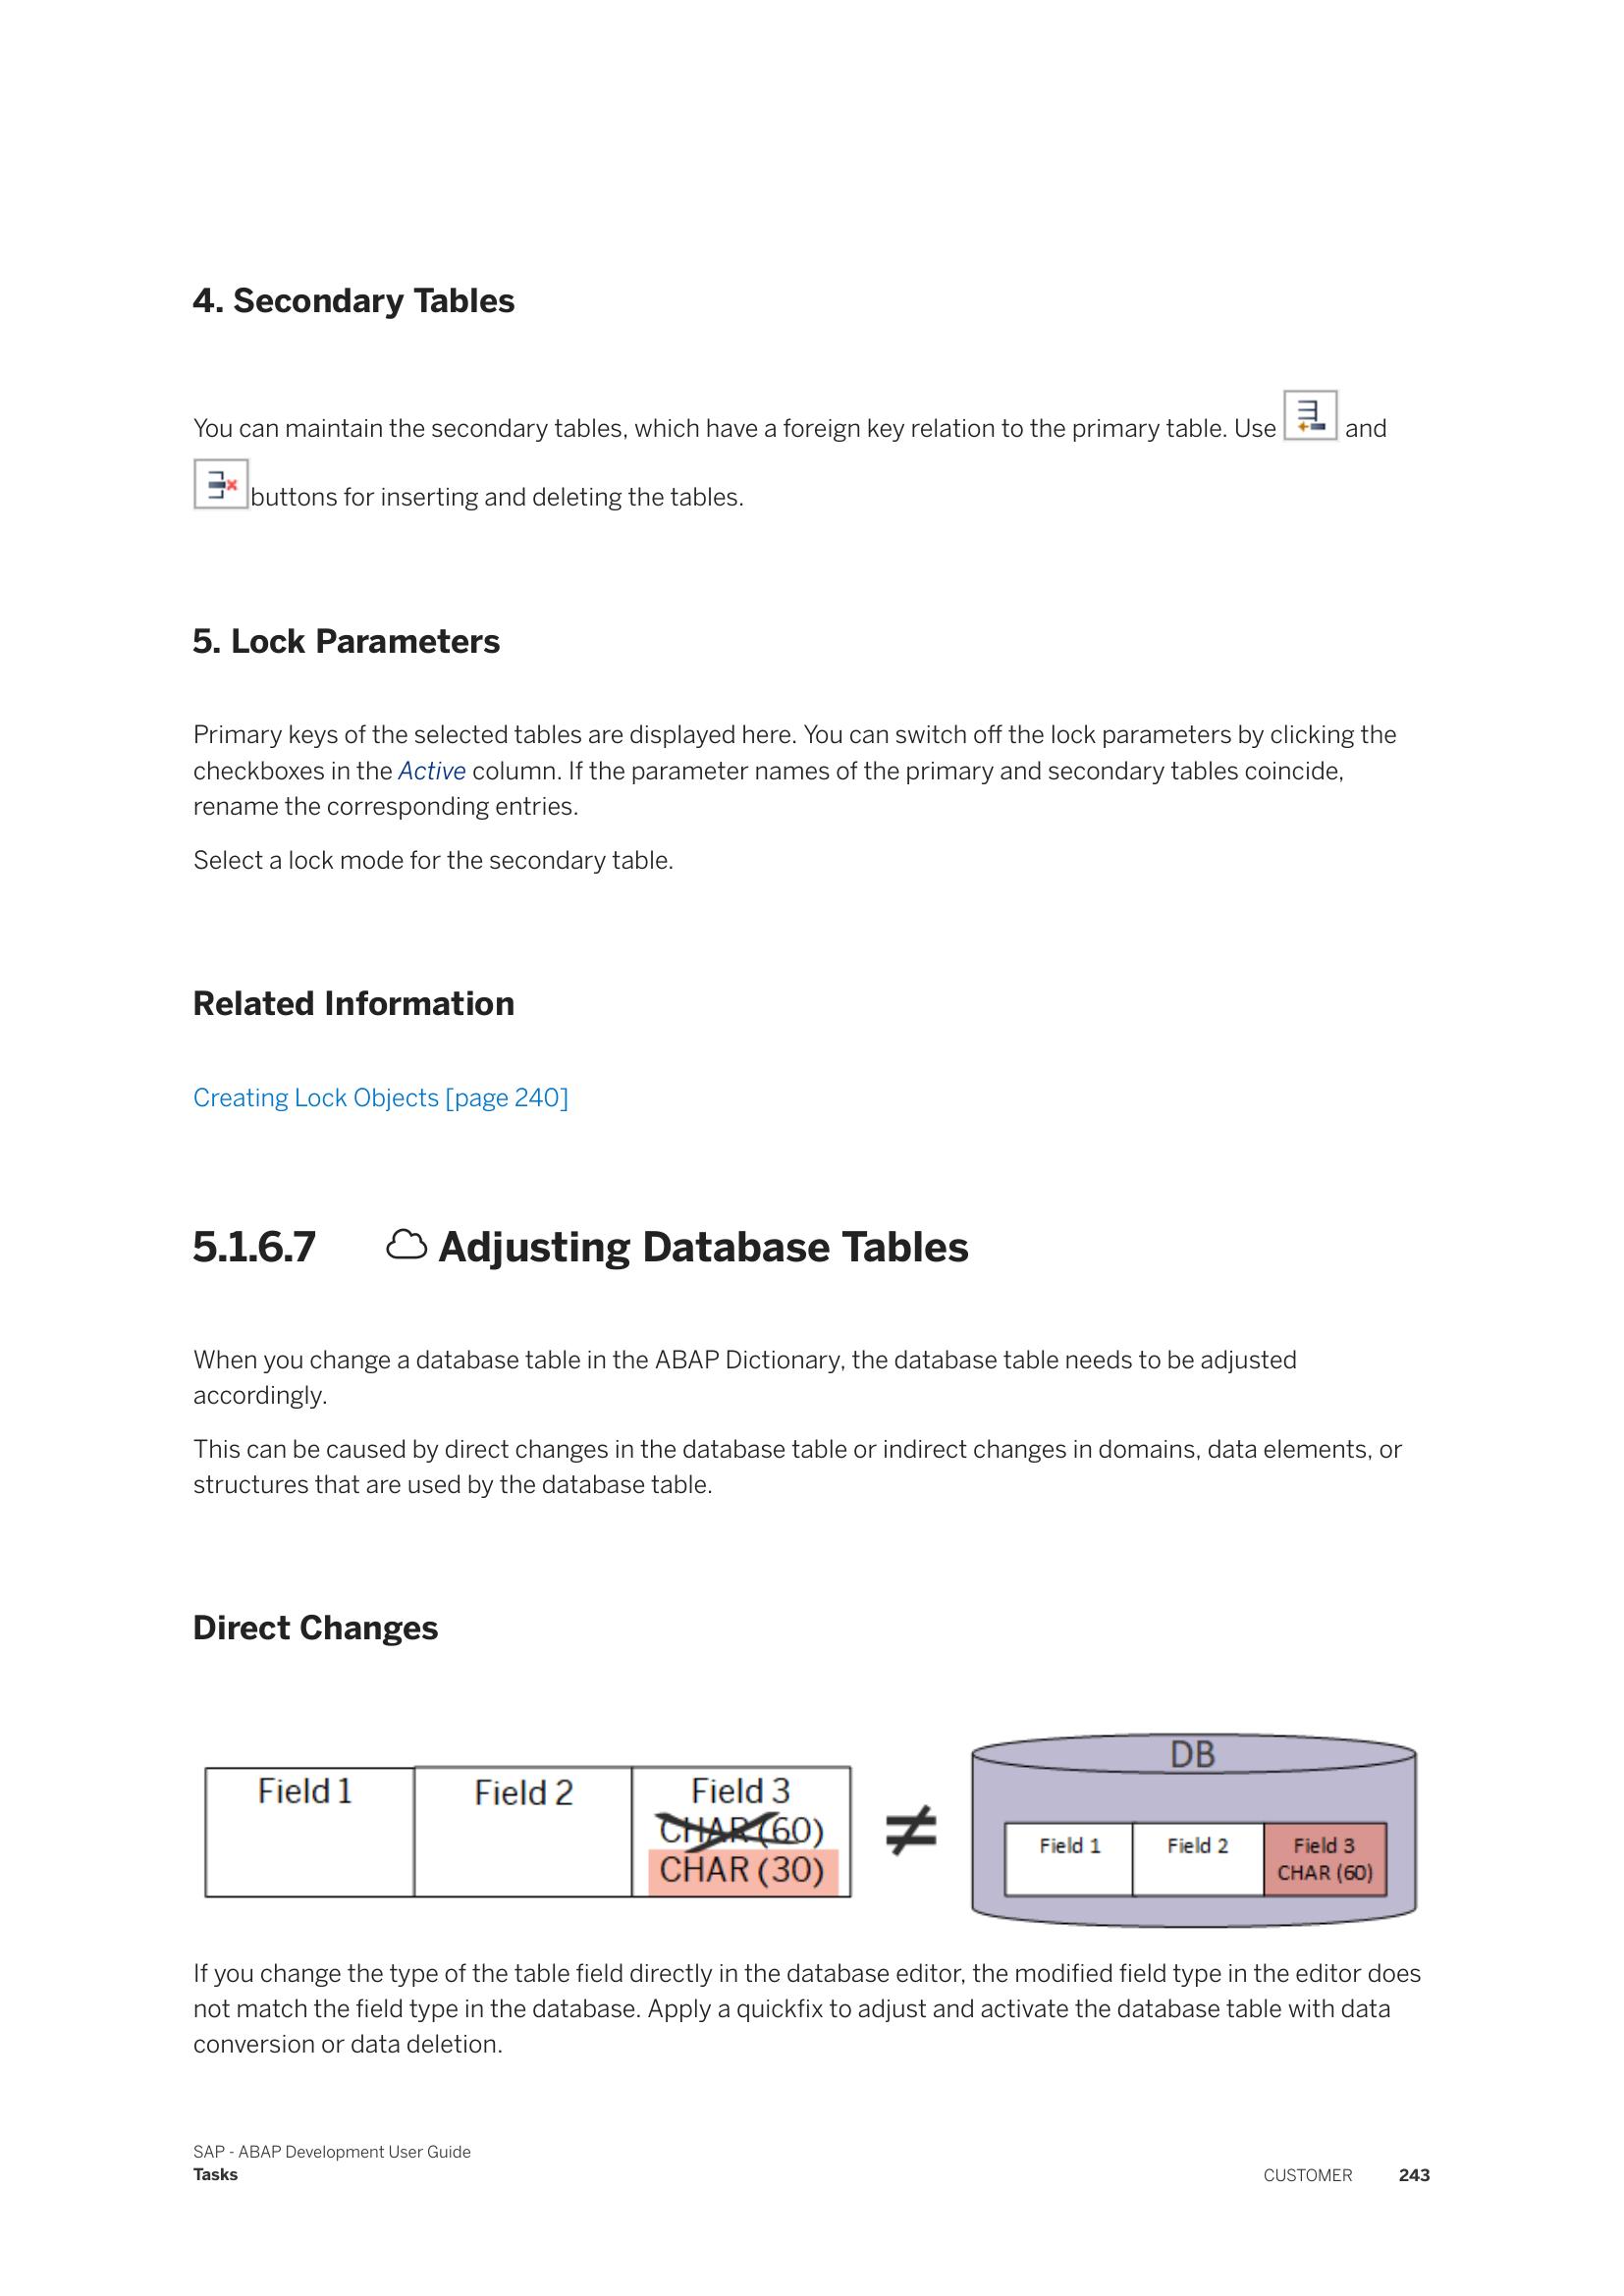 4. Secondary Tables
You can maintain the secondary tables, which have a foreign key relation to the primary table. Use and
buttons for inserting and deleting the tables.
5. Lock Parameters
Primary keys of the selected tables are displayed here. You can switch off the lock parameters by clicking the
checkboxes in the Active column. If the parameter names of the primary and secondary tables coincide,
rename the corresponding entries.
Select a lock mode for the secondary table.
Related Information
Creating Lock Objects [page 240]
5.1.6.7 Adjusting Database Tables
When you change a database table in the ABAP Dictionary, the database table needs to be adjusted
accordingly.
This can be caused by direct changes in the database table or indirect changes in domains, data elements, or
structures that are used by the database table.
Direct Changes
Field 1 Field 2 Field 3
CHAR (60)
CHAR (30)
≠
DB
Field 1 Field 2 Field 3
CHAR (60)
If you change the type of the table field directly in the database editor, the modified field type in the editor does
not match the field type in the database. Apply a quickfix to adjust and activate the database table with data
conversion or data deletion.
SAP - ABAP Development User Guide
Tasks
CUSTOMER 243